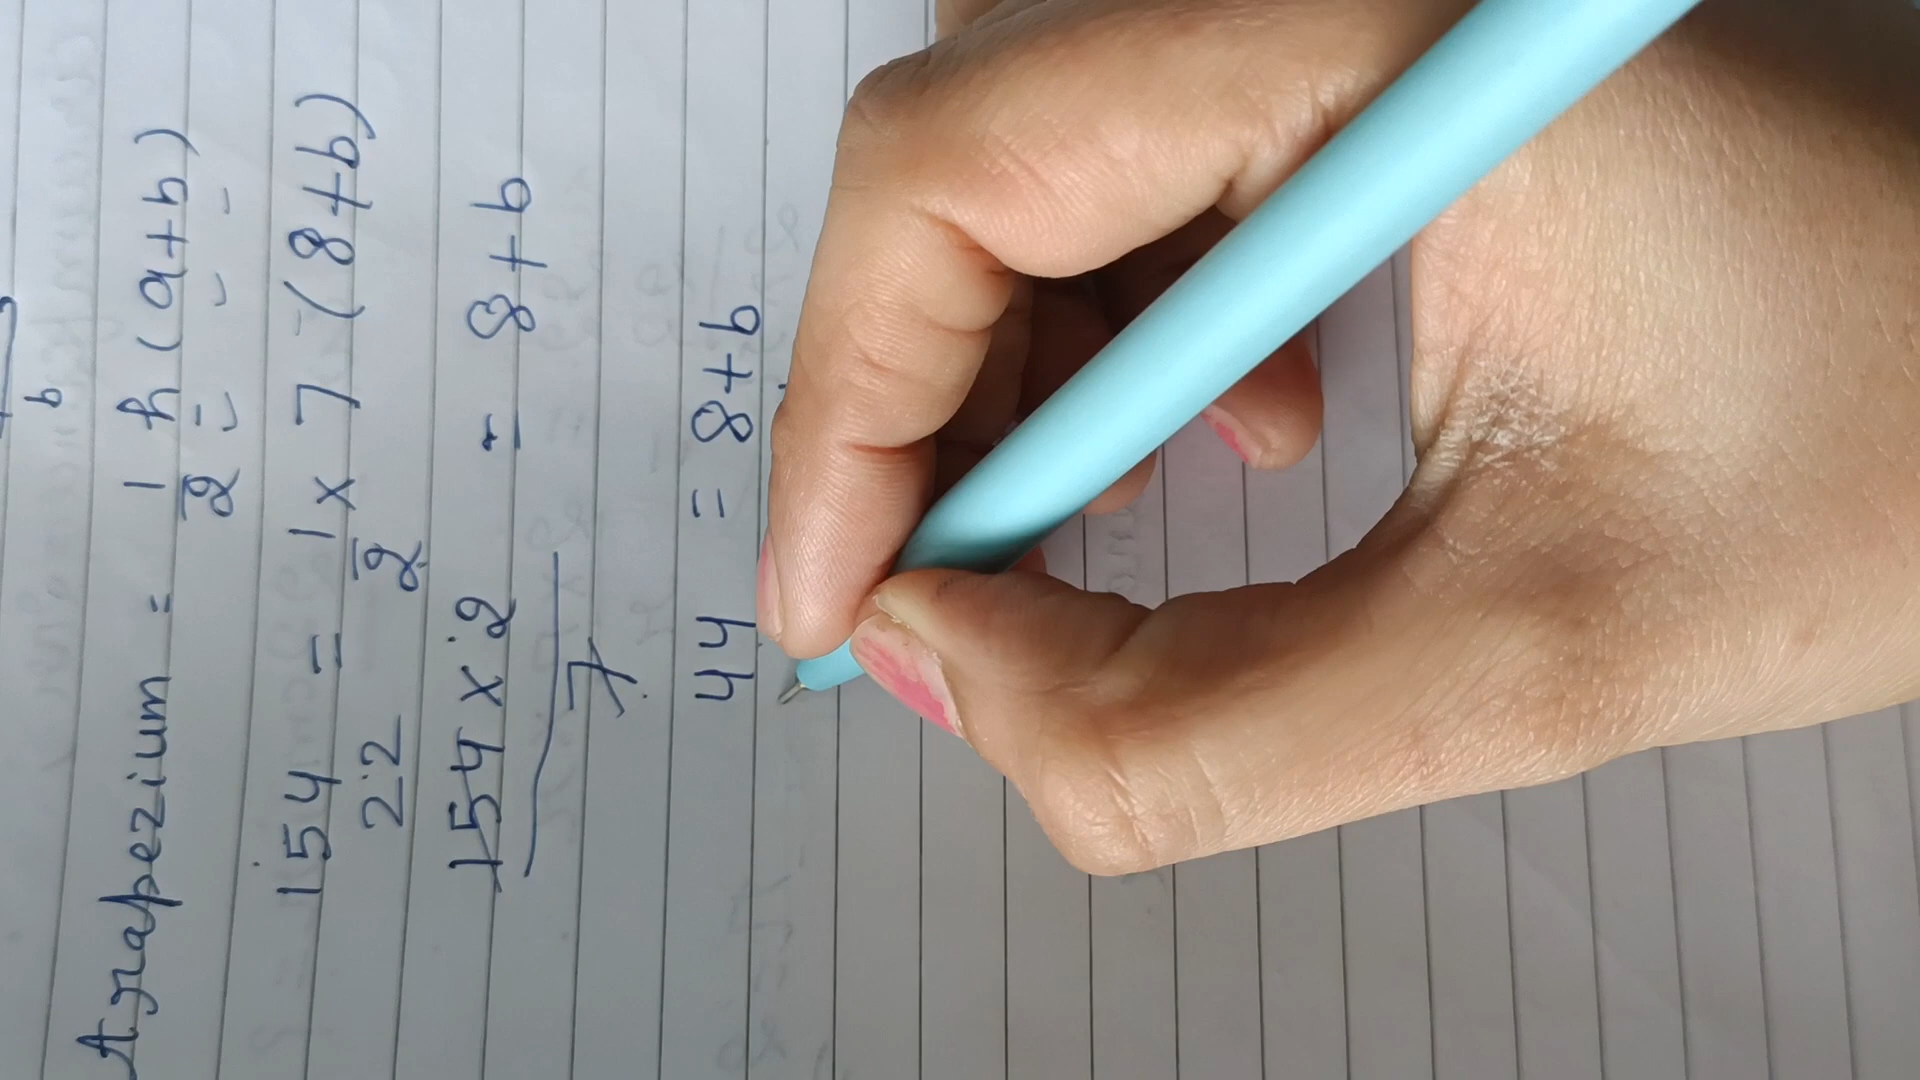 b
A trapezium = 1/2 h (a+b)
154 = 1/2 x 7 (8+b)
22
154 x 2 / 7 = 8+b
44 = 8+b